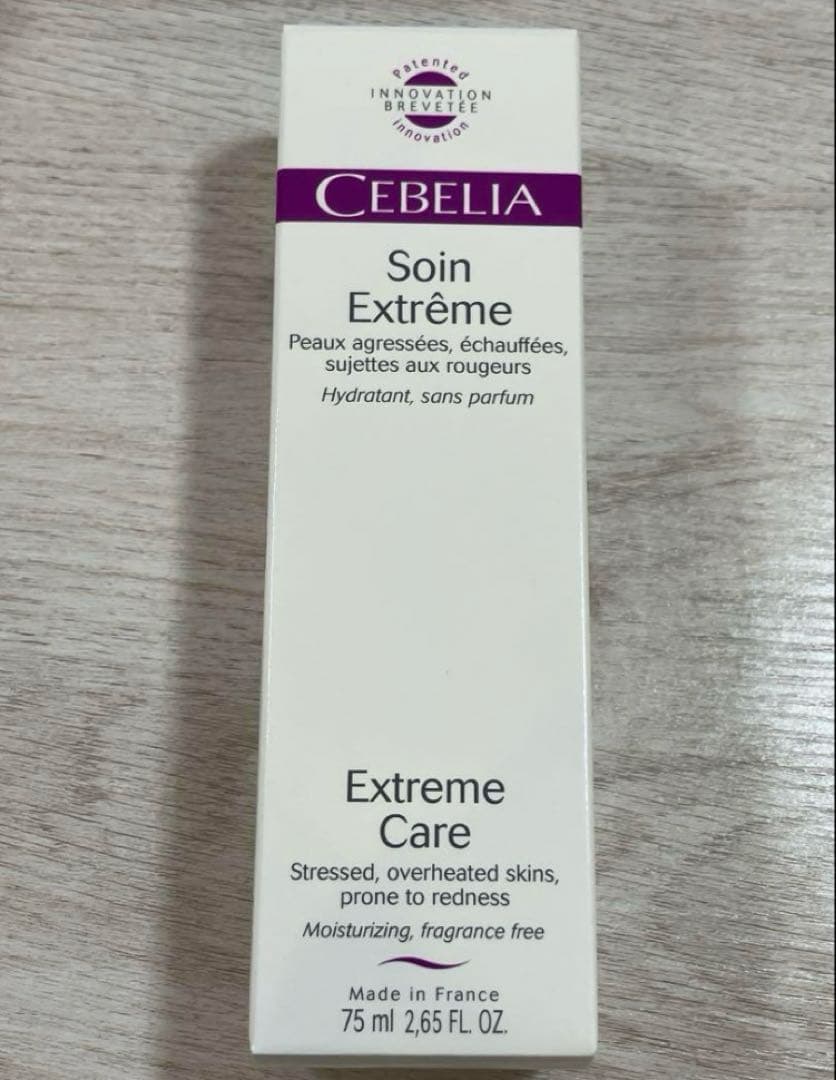 Patented
INNOVATION
BREVETÉE
innovation
CEBELIA
Soin
Extrême
Peaux agressées, échauffées,
sujettes aux rougeurs
Hydratant, sans parfum
Extreme
Care
Stressed, overheated skins,
prone to redness
Moisturizing, fragrance free
Made in France
75 ml 2,65 FL. OZ.